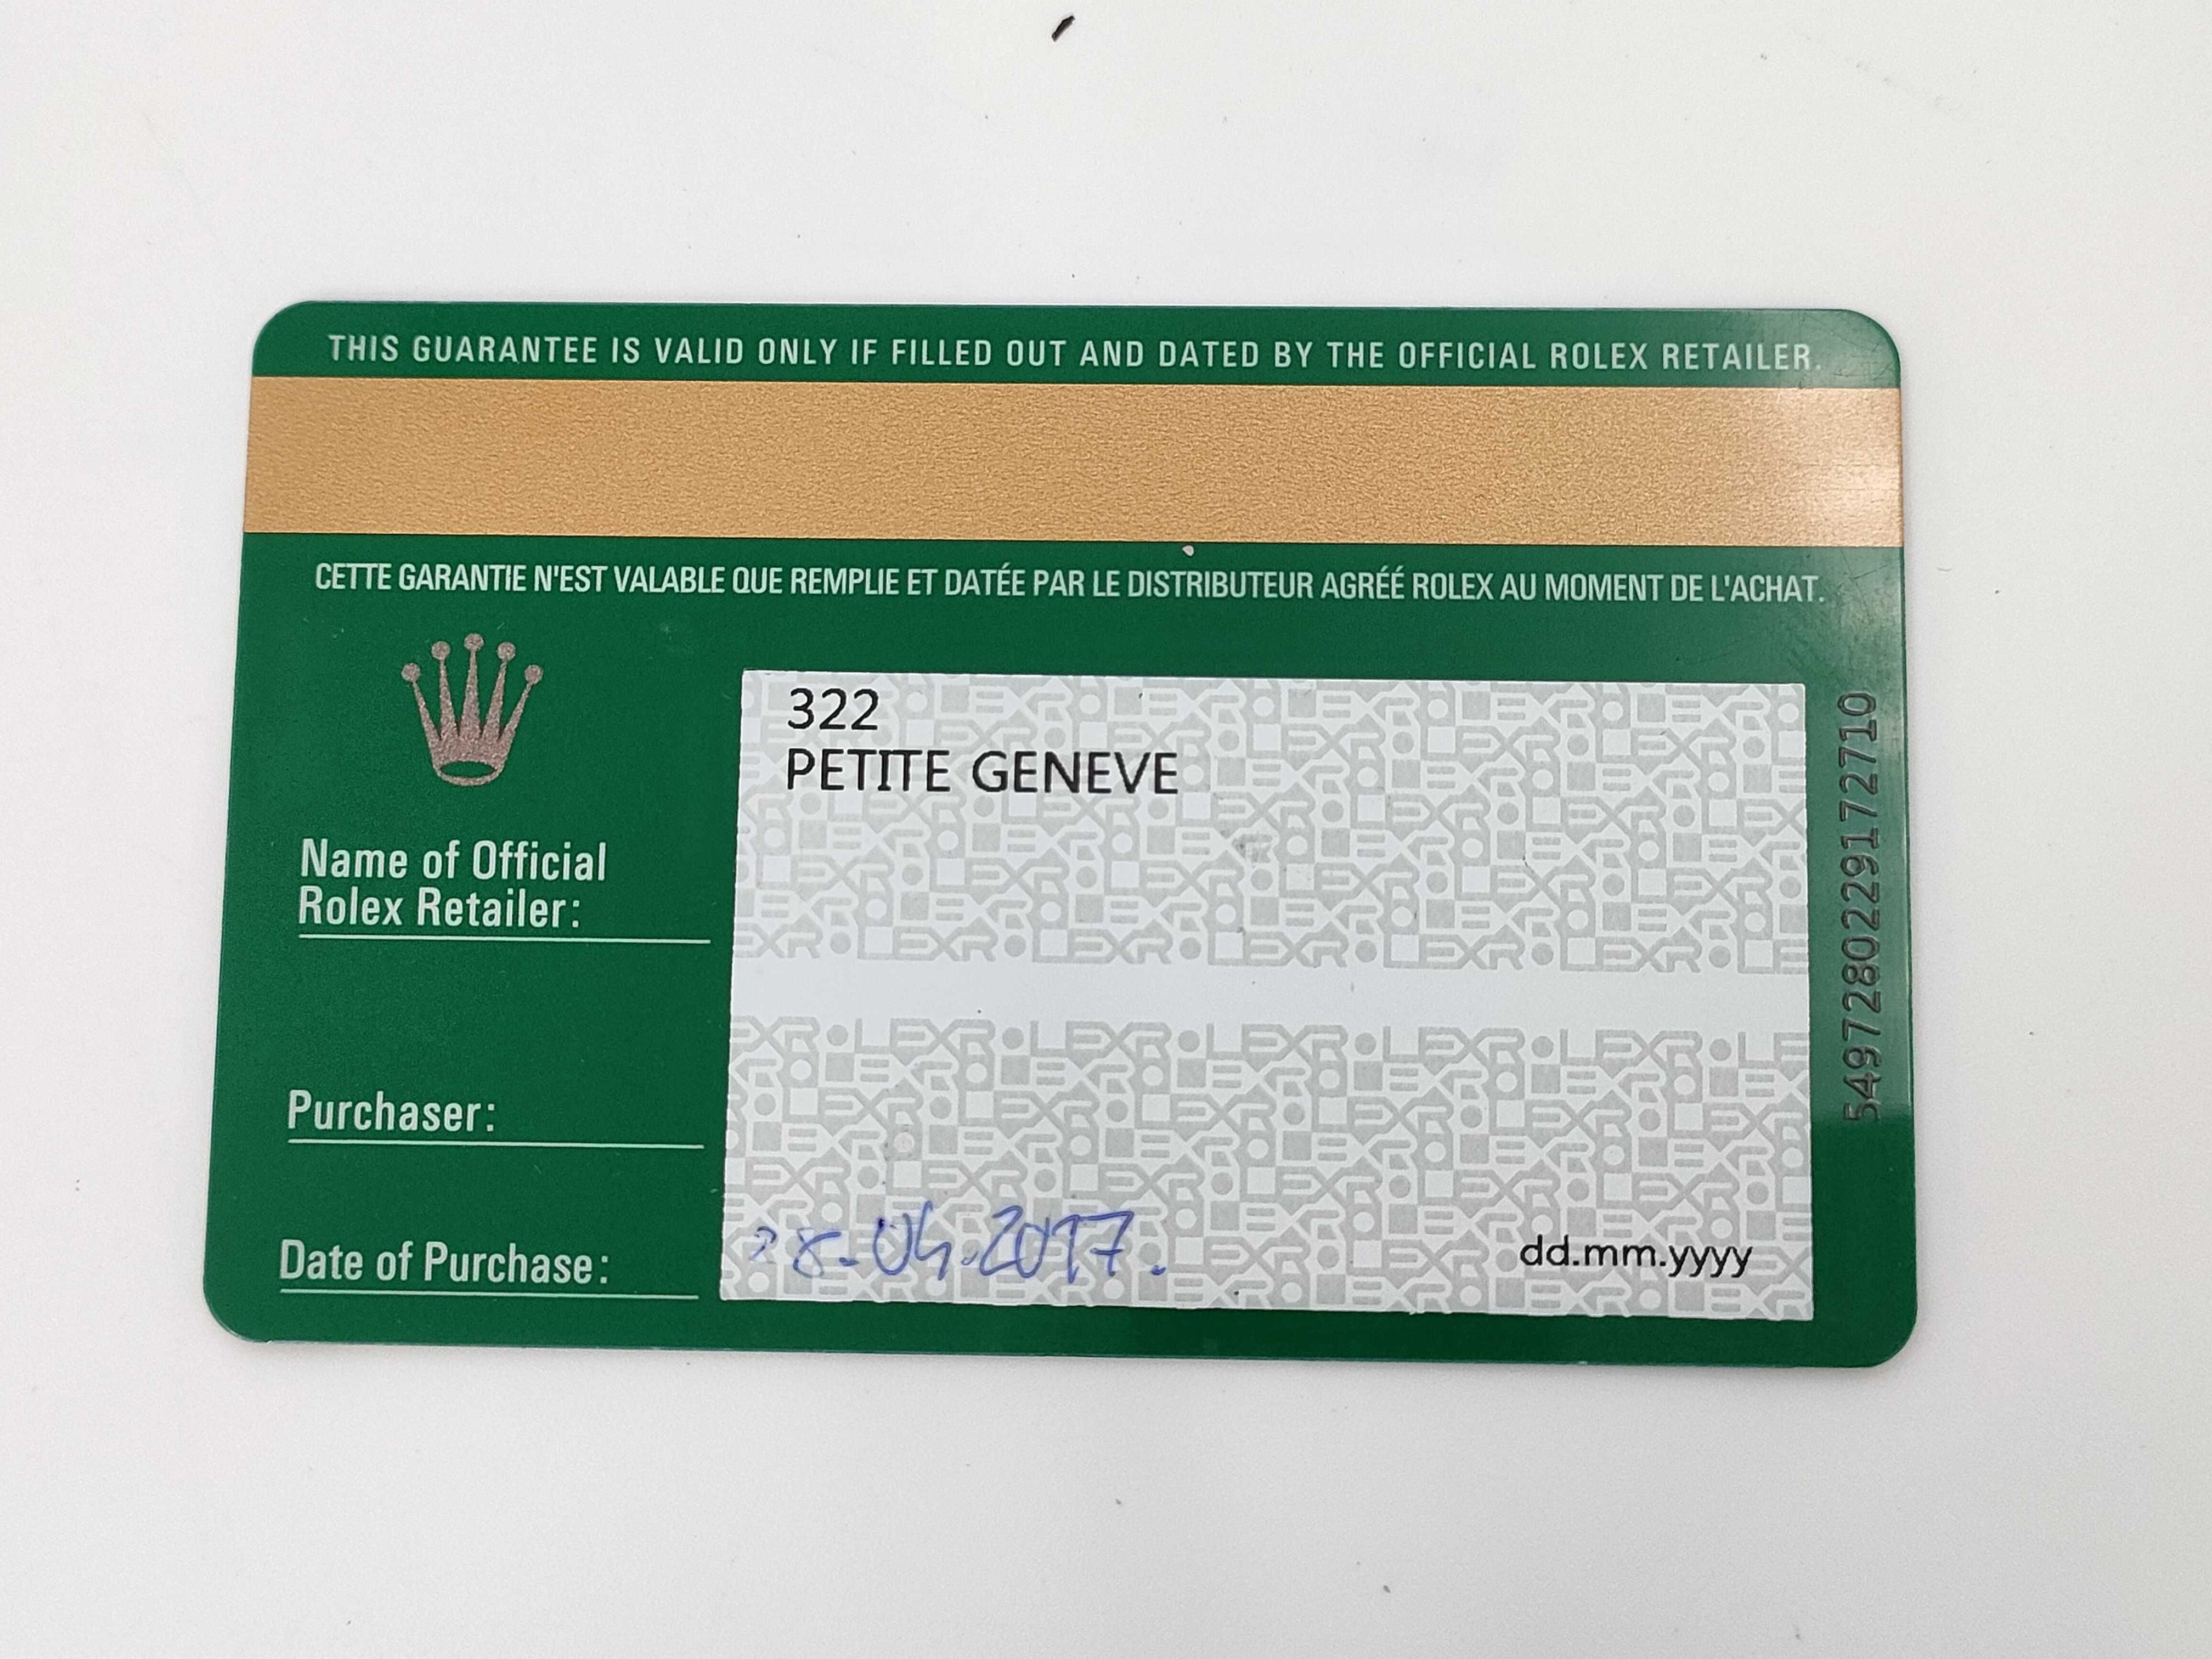 THIS GUARANTEE IS VALID ONLY IF FILLED OUT AND DATED BY THE OFFICIAL ROLEX RETAILER.
CETTE GARANTIE N'EST VALABLE QUE REMPLIE ET DATÉE PAR LE DISTRIBUTEUR AGRÉÉ ROLEX AU MOMENT DE L'ACHAT.
322
PETITE GENEVE
Name of Official
Rolex Retailer:
Purchaser:
Date of Purchase:
28.04.2017.
dd.mm.yyyy
5497280229172710